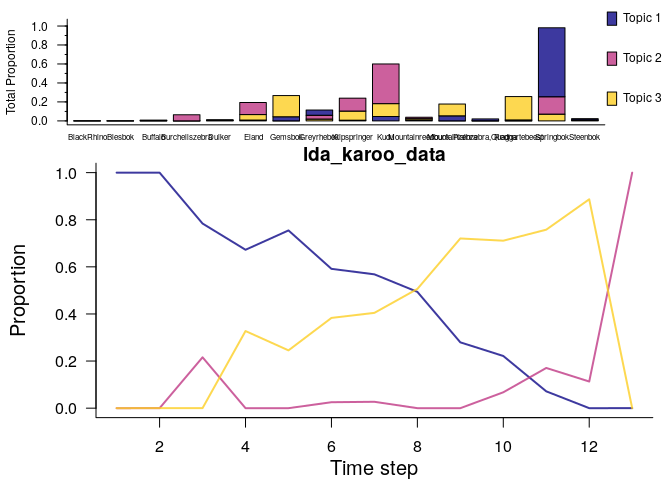 Total Proportion
1.0
0.8
0.6
0.4
0.2
0.0
Topic 1
Topic 2
Topic 3
BlackRhino Blesbok Buffalo Burchellszebra Duiker Eland Gemsbok Greyrhebok Klipspringer Kudu Springbok Steenbok
lda_karoo_data
Proportion
1.0
0.8
0.6
0.4
0.2
0.0
2 4 6 8 10 12
Time step